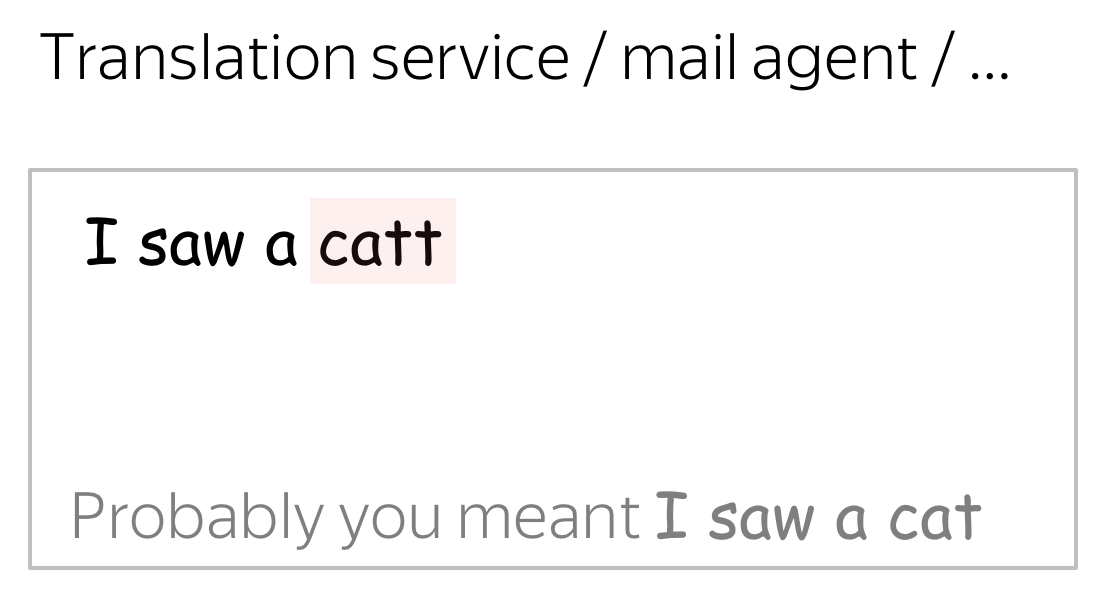 Translation service / mail agent / ...
I saw a catt
Probably you meant I saw a cat